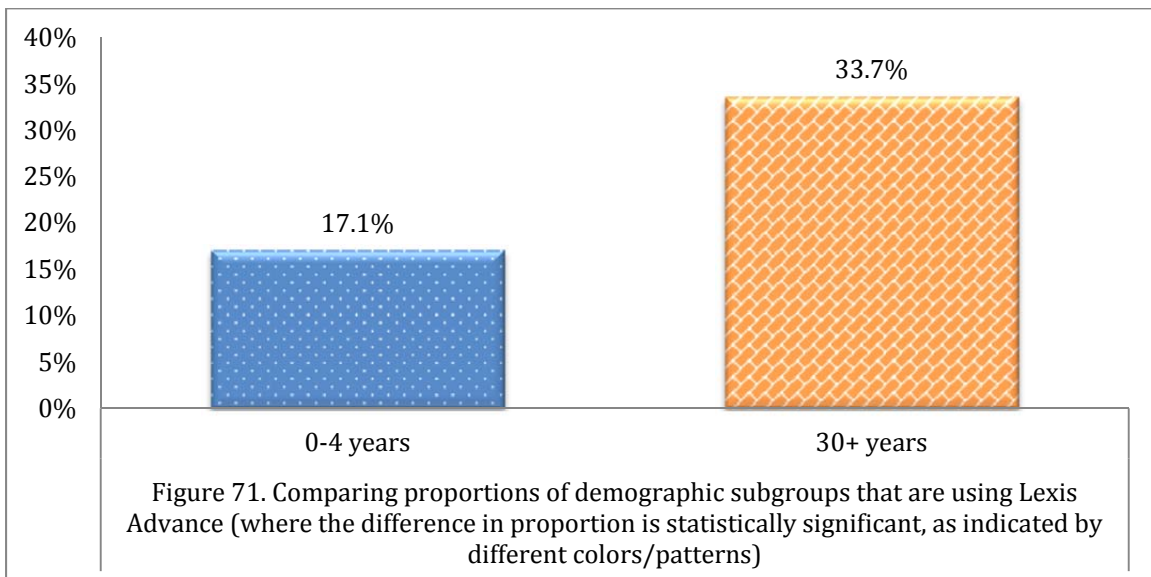 40%
35%
30%
25%
20%
15%
10%
5%
0%
17.1%
33.7%
0-4 years
30+ years
Figure 71. Comparing proportions of demographic subgroups that are using Lexis
Advance (where the difference in proportion is statistically significant, as indicated by
different colors/patterns)